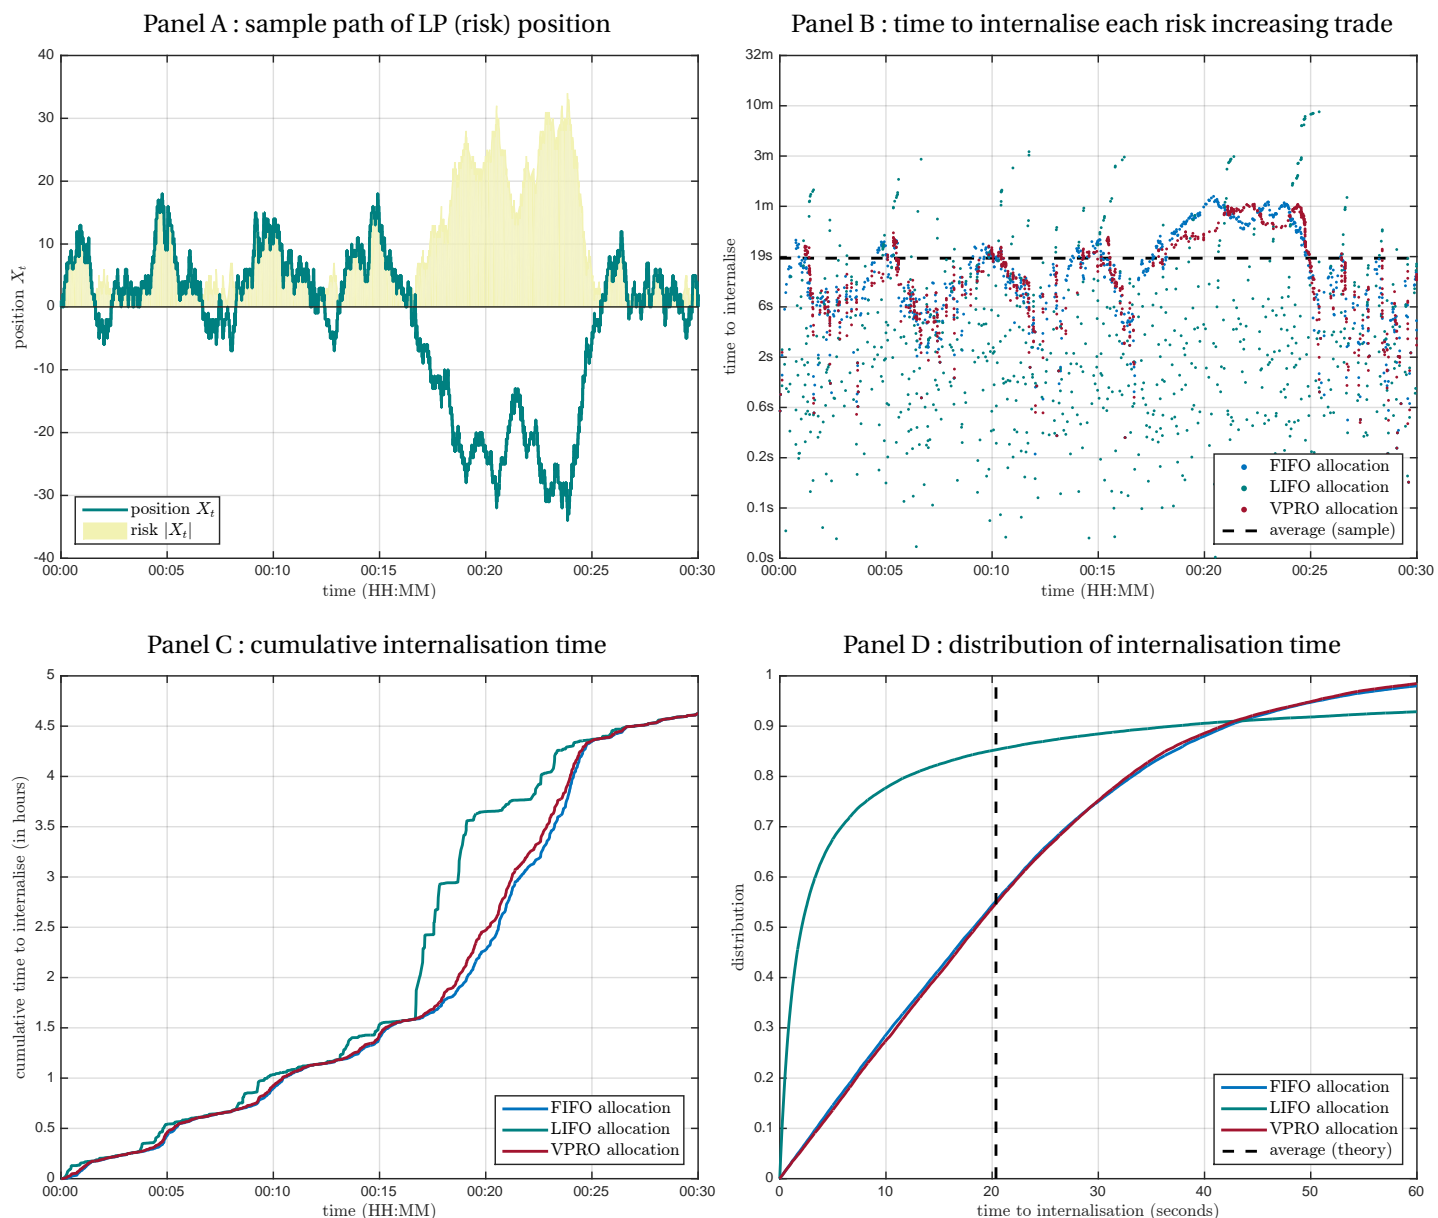 Panel A : sample path of LP (risk) position
40
30
20
10
0
-10
-20
-30
-40
position X_t
position X_t
risk |X_t|
00:00
00:05
00:10
00:15
00:20
00:25
00:30
time (HH:MM)
Panel B : time to internalise each risk increasing trade
32m
10m
3m
1m
19s
6s
2s
0.6s
0.2s
0.1s
0.0s
time to internalise
FIFO allocation
LIFO allocation
VPRO allocation
average (sample)
00:00
00:05
00:10
00:15
00:20
00:25
00:30
time (HH:MM)
Panel C : cumulative internalisation time
5
4.5
4
3.5
3
2.5
2
1.5
1
0.5
0
cumulative time to internalise (in hours)
FIFO allocation
LIFO allocation
VPRO allocation
00:00
00:05
00:10
00:15
00:20
00:25
00:30
time (HH:MM)
Panel D : distribution of internalisation time
1
0.9
0.8
0.7
0.6
0.5
0.4
0.3
0.2
0.1
0
distribution
FIFO allocation
LIFO allocation
VPRO allocation
average (theory)
0
10
20
30
40
50
60
time to internalisation (seconds)